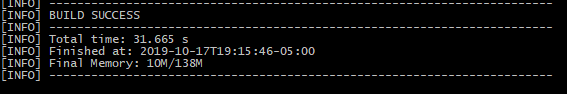 [INFO] ------------------------------------------------------------------------
[INFO] BUILD SUCCESS
[INFO] ------------------------------------------------------------------------
[INFO] Total time: 31.665 s
[INFO] Finished at: 2019-10-17T19:15:46-05:00
[INFO] Final Memory: 10M/138M
[INFO] ------------------------------------------------------------------------